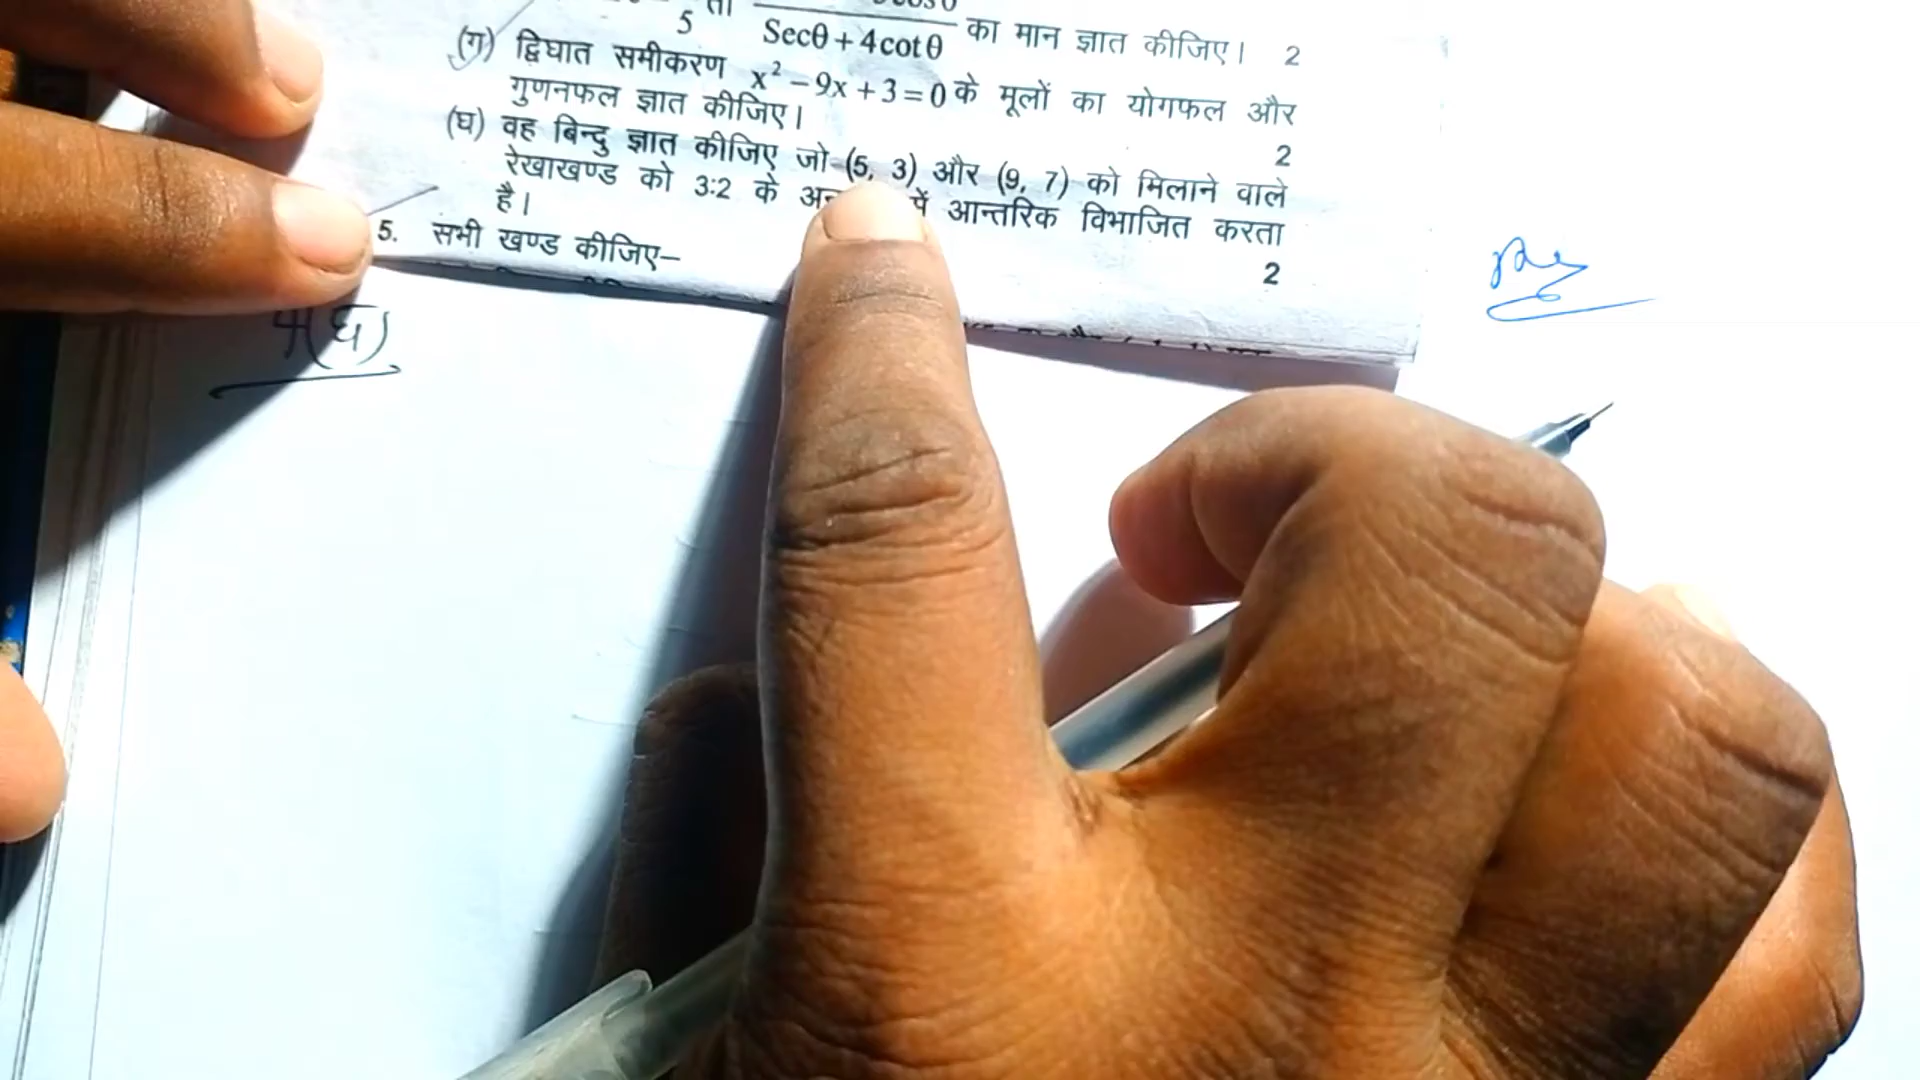 5
Secθ + 4cotθ का मान ज्ञात कीजिए। 2
(ग) द्विघात समीकरण x² – 9x + 3 = 0 के मूलों का योगफल और
गुणनफल ज्ञात कीजिए। 2
(घ) वह बिन्दु ज्ञात कीजिए जो (5, 3) और (9, 7) को मिलाने वाले
रेखाखण्ड को 3:2 के में आन्तरिक विभाजित करता
है। 2
5. सभी खण्ड कीजिए–
4(घ)